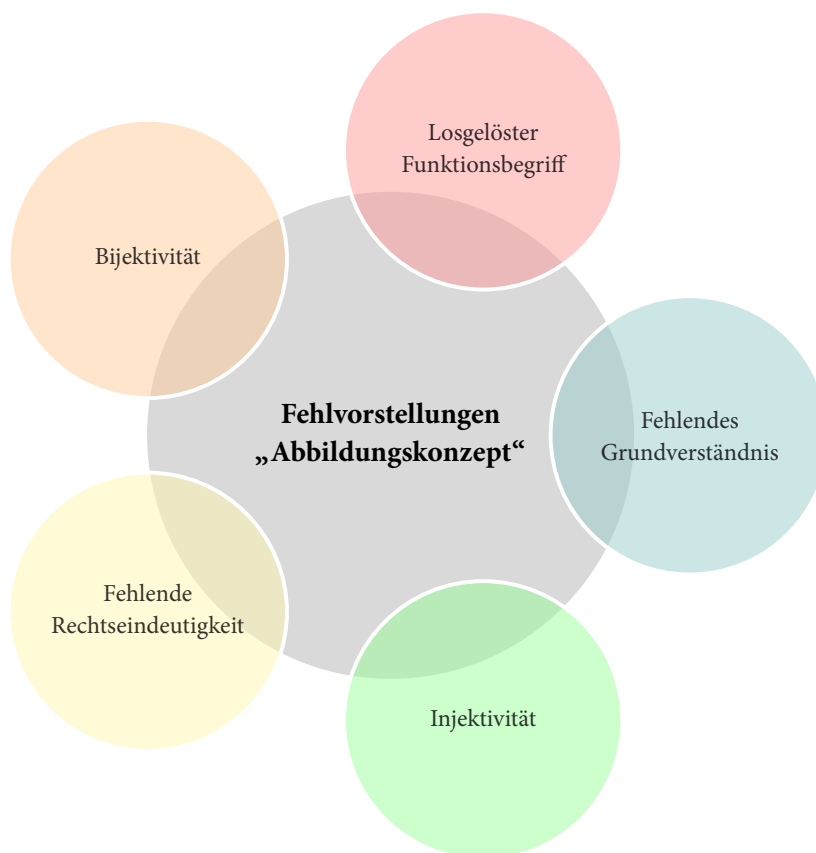 Losgelöster
Funktionsbegriff
Bijektivität
Fehlvorstellungen
„Abbildungskonzept“
Fehlendes
Grundverständnis
Fehlende
Rechtseindeutigkeit
Injektivität